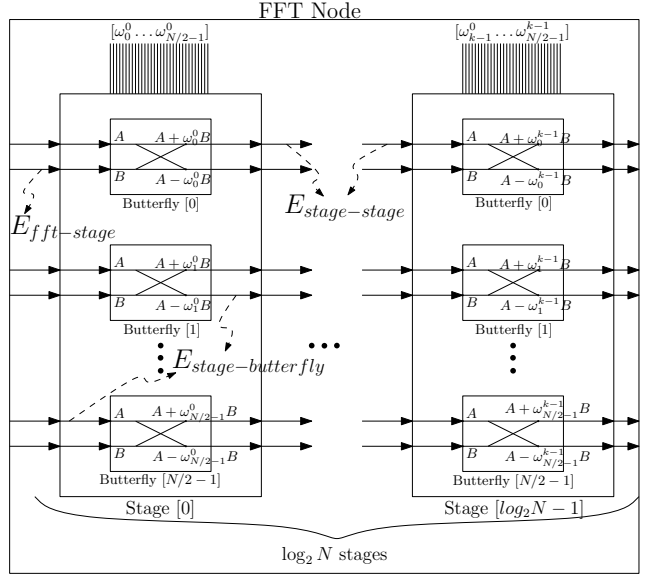 FFT Node
[ω_0^0 … ω_{N/2−1}^0] [ω_{k−1}^0 … ω_{N/2−1}^{k−1}]
A A + ω_0^0 B A A + ω_0^{k-1} B
B A − ω_0^0 B B A − ω_0^{k-1} B
Butterfly [0] Butterfly [0]
E_{fft−stage} E_{stage−stage}
A A + ω_1^0 B A A + ω_1^{k-1} B
B A − ω_1^0 B B A − ω_1^{k-1} B
Butterfly [1] Butterfly [1]
E_{stage−butterfly}
A A + ω_{N/2−1}^0 B A A + ω_{N/2−1}^{k−1} B
B A − ω_{N/2−1}^0 B B A − ω_{N/2−1}^{k−1} B
Butterfly [N/2 − 1] Butterfly [N/2 − 1]
Stage [0] Stage [log_2 N − 1]
log_2 N stages